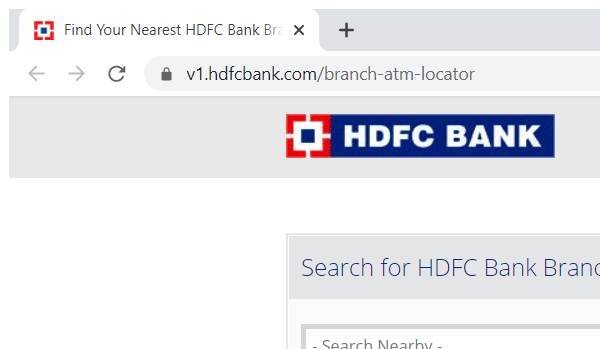 Find Your Nearest HDFC Bank Bra
v1.hdfcbank.com/branch-atm-locator
HDFC BANK
Search for HDFC Bank Branc
- Search Nearby -